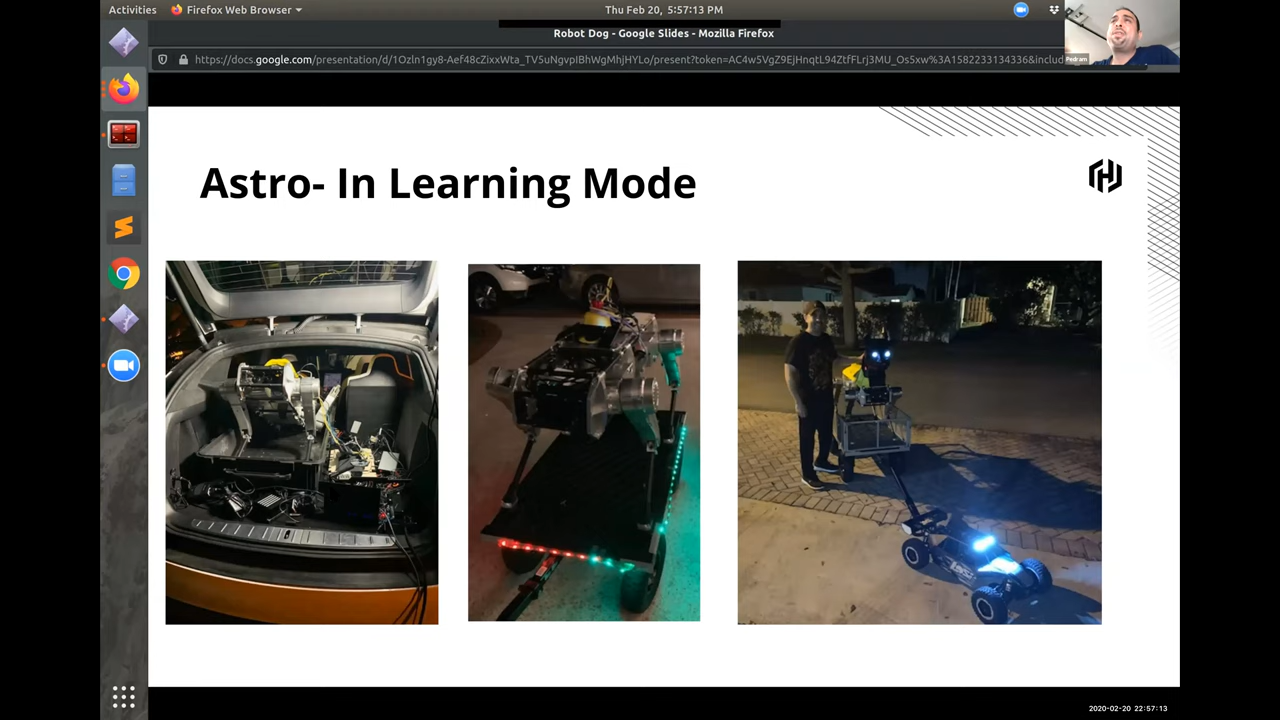 Activities
Firefox Web Browser
Thu Feb 20, 5:57:13 PM
Robot Dog - Google Slides - Mozilla Firefox
https://docs.google.com/presentation/d/1Ozln1gy8-Aef48cZixxWta_TV5uNgvpIBhWgMhjHYLo/present?token=AC4w5VgZ9EjHnqtL94ZtfFLrj3MU_Os5xw%3A1582233134336&includ
Pedram
Astro- In Learning Mode
2020-02-20 22:57:13